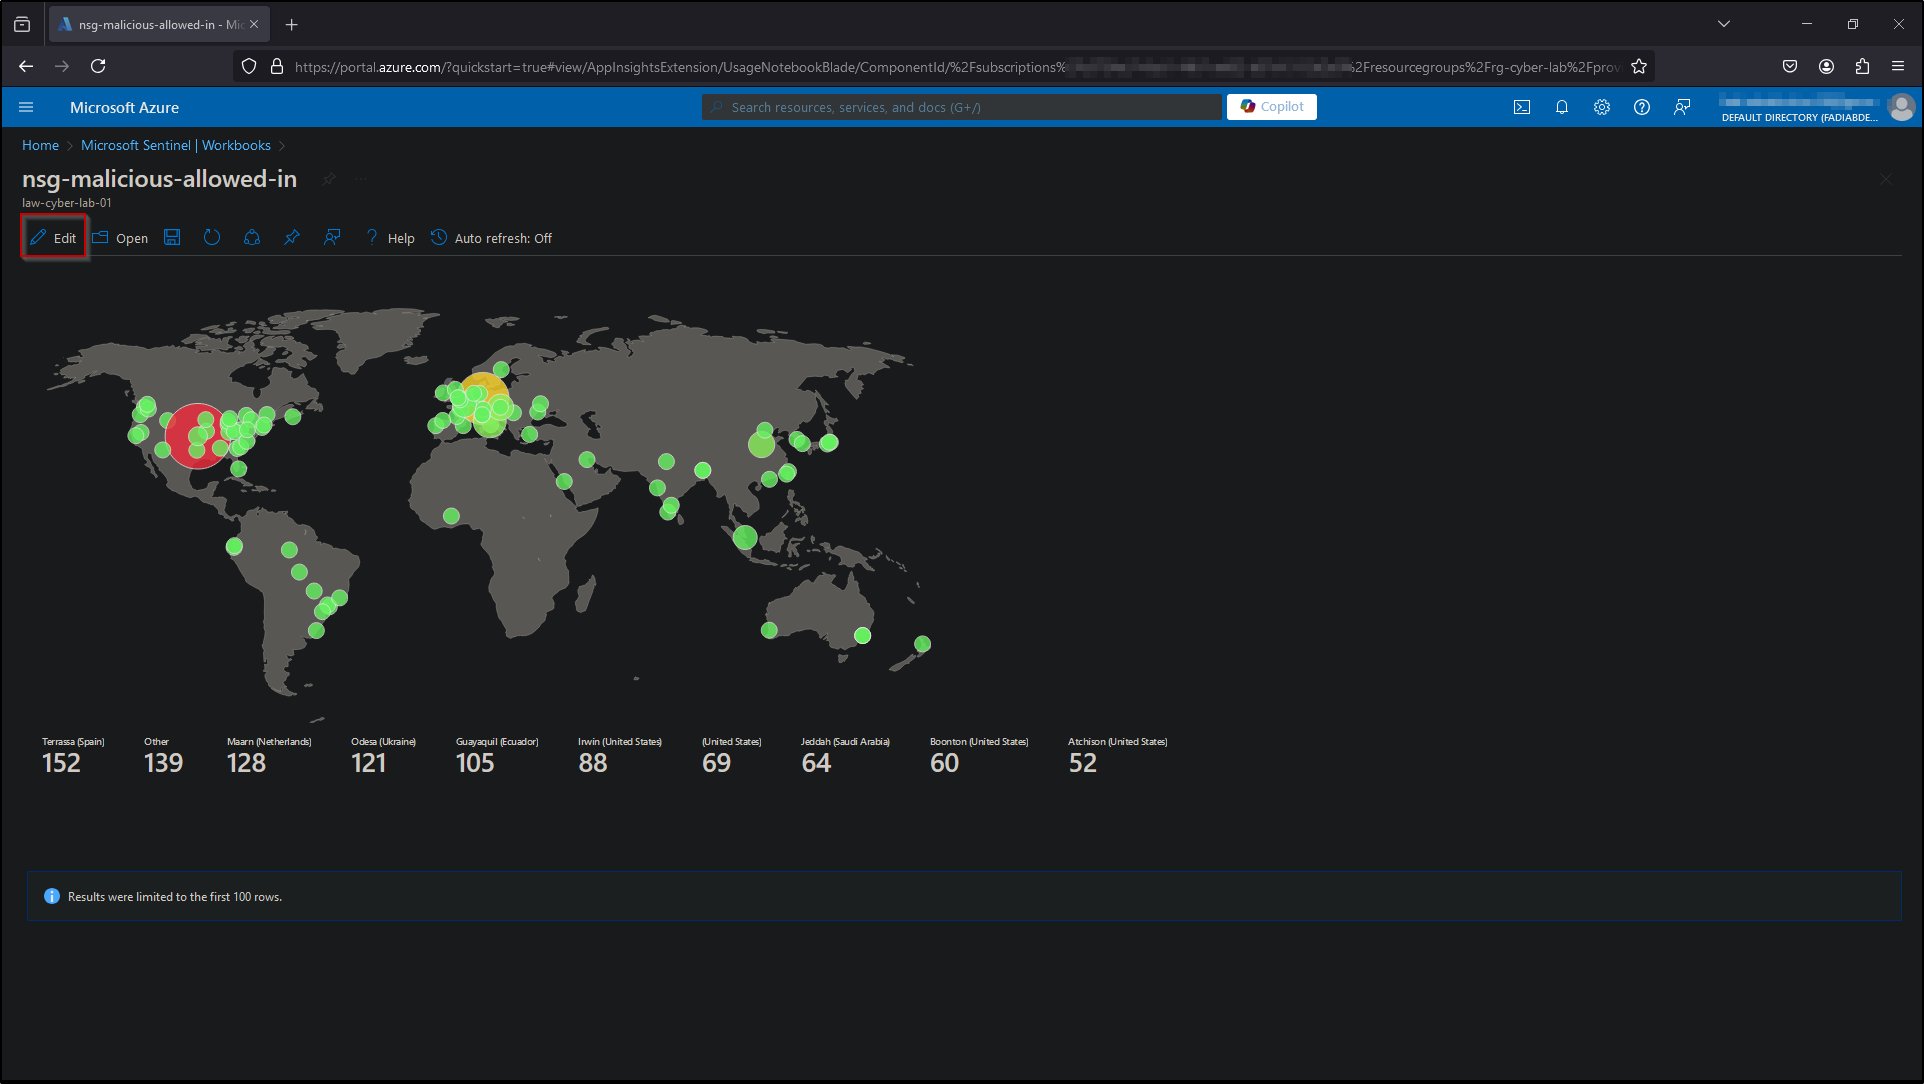 nsg-malicious-allowed-in - Mic
https://portal.azure.com/?quickstart=true#view/AppInsightsExtension/UsageNotebookBlade/ComponentId/%2Fsubscriptions% %2Fresourcegroups%2Frg-cyber-lab%2Fprov
Microsoft Azure
Search resources, services, and docs (G+/)
Copilot
DEFAULT DIRECTORY (FADIABDE...
Home > Microsoft Sentinel | Workbooks >
nsg-malicious-allowed-in ...
law-cyber-lab-01
Edit Open Help Auto refresh: Off
Terrassa (Spain) Other Maarn (Netherlands) Odesa (Ukraine) Guayaquil (Ecuador) Irwin (United States) (United States) Jeddah (Saudi Arabia) Boonton (United States) Atchison (United States)
152 139 128 121 105 88 69 64 60 52
Results were limited to the first 100 rows.